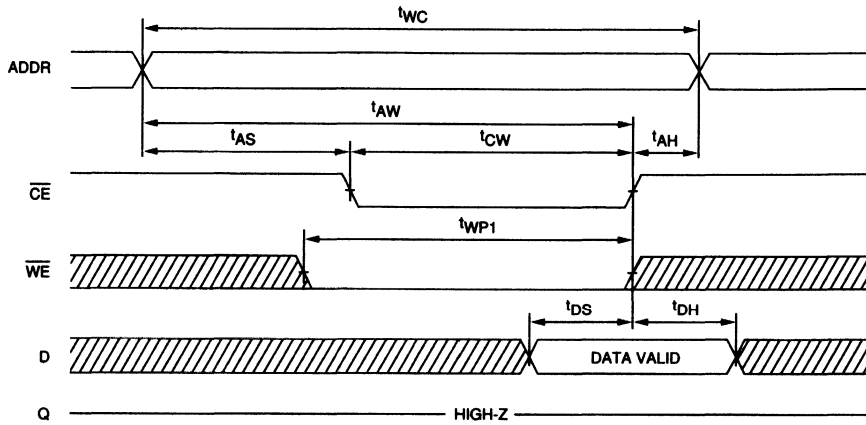 tWC
ADDR
tAW
tAS
tCW
tAH
CE
tWP1
WE
tDS
tDH
D
DATA VALID
Q
HIGH-Z